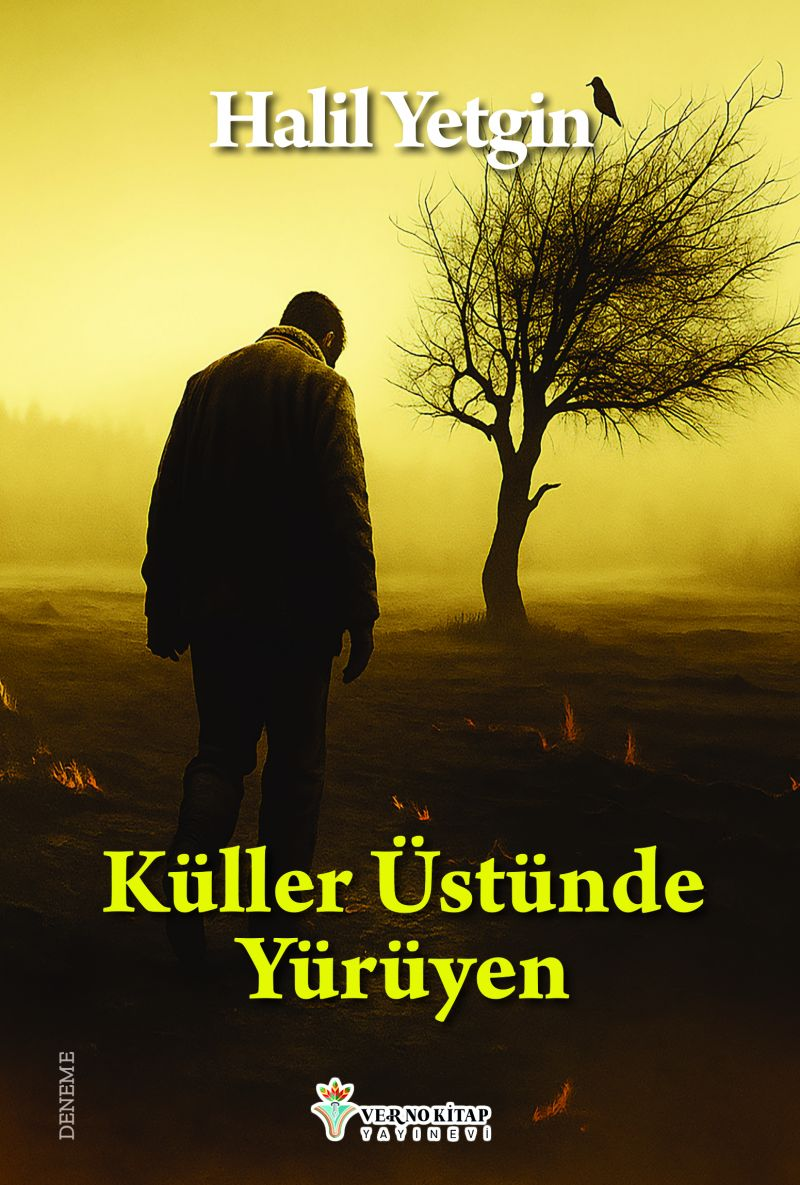 Halil Yetgin
Küller Üstünde
Yürüyen
DENEME
VERNO KİTAP
YAYINEVİ